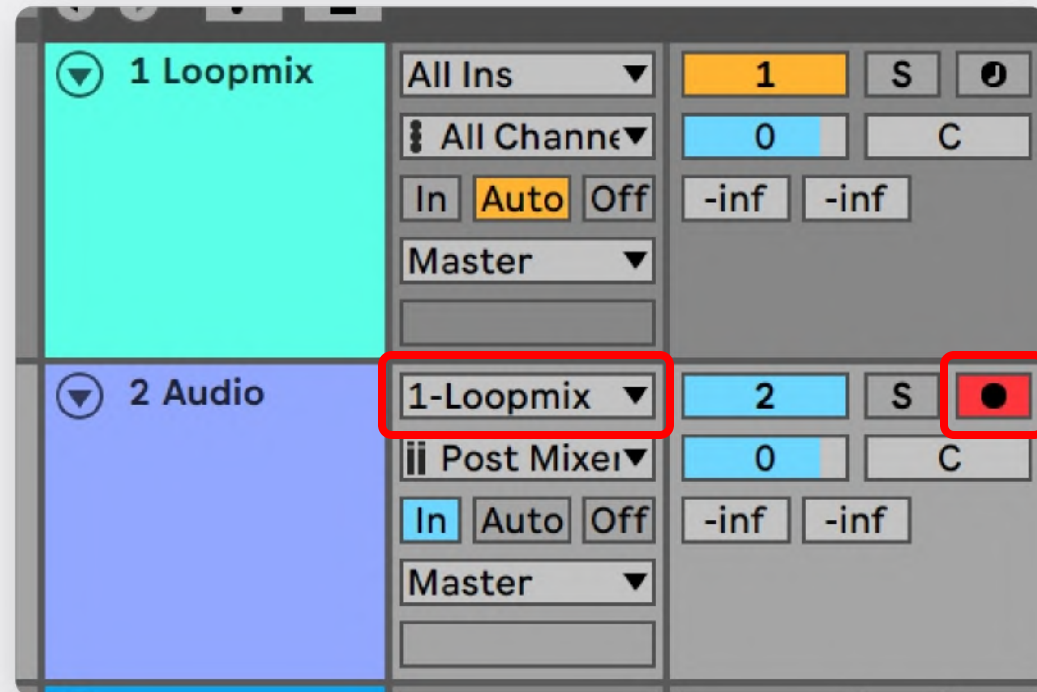 1 Loopmix All Ins 1 S
All Channe 0 C
In Auto Off -inf -inf
Master
2 Audio 1-Loopmix 2 S
Post Mixer 0 C
In Auto Off -inf -inf
Master